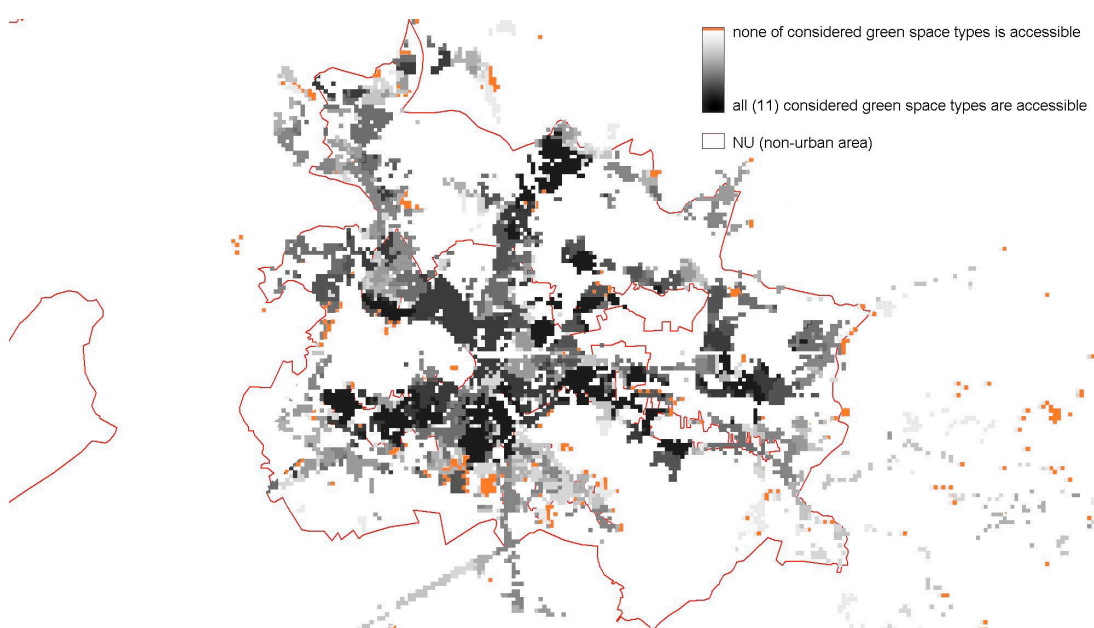 none of considered green space types is accessible
all (11) considered green space types are accessible
NU (non-urban area)